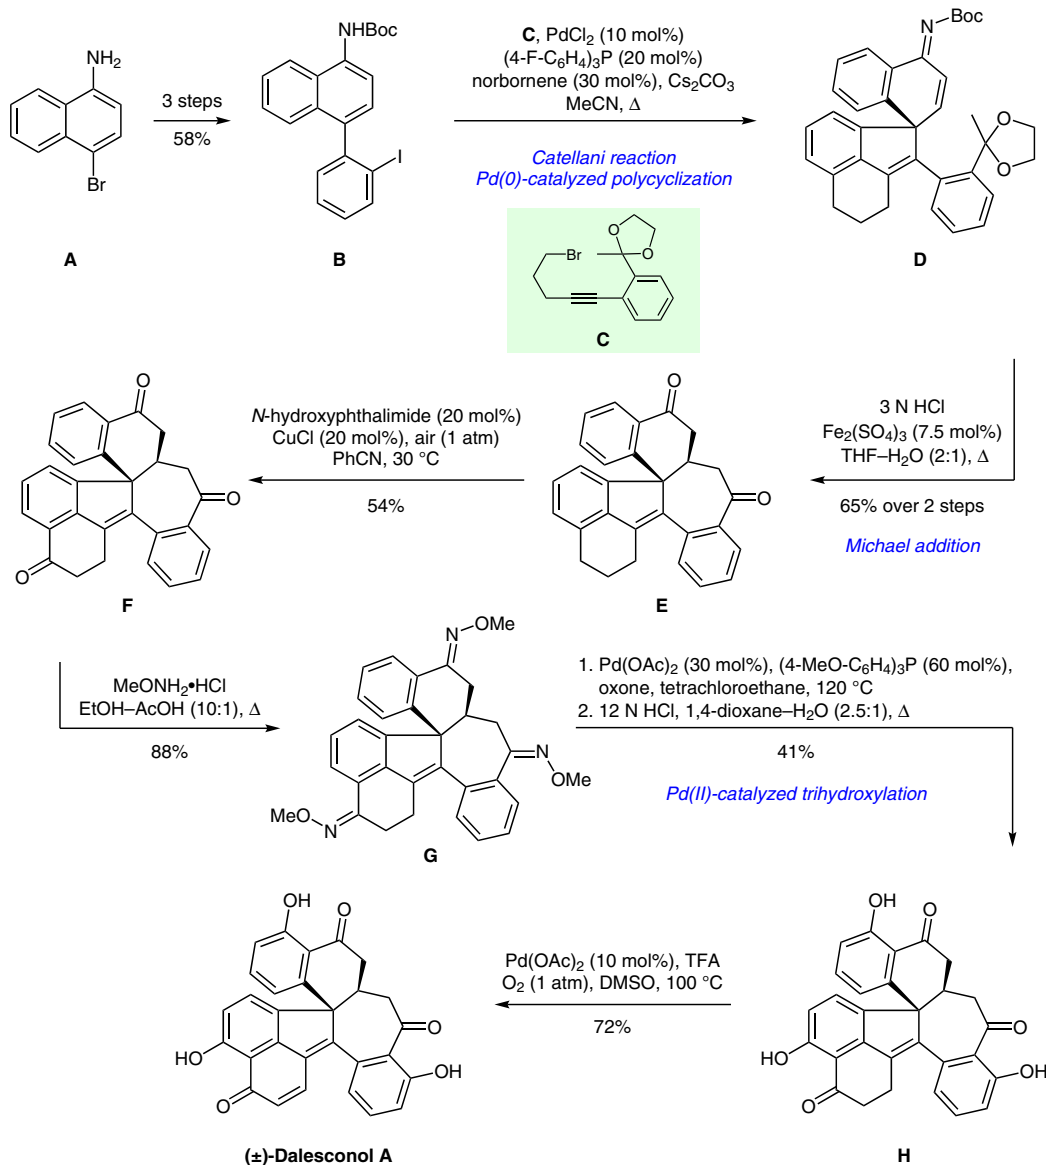 NH₂
Br
A
3 steps
58%
NHBoc
I
B
C, PdCl₂ (10 mol%)
(4-F-C₆H₄)₃P (20 mol%)
norbornene (30 mol%), Cs₂CO₃
MeCN, Δ
Catellani reaction
Pd(0)-catalyzed polycyclization
Br
O
O
C
N
Boc
O
O
D
3 N HCl
Fe₂(SO₄)₃ (7.5 mol%)
THF–H₂O (2:1), Δ
65% over 2 steps
Michael addition
O
O
E
N-hydroxyphthalimide (20 mol%)
CuCl (20 mol%), air (1 atm)
PhCN, 30 °C
54%
O
O
O
F
MeONH₂•HCl
EtOH–AcOH (10:1), Δ
88%
N
OMe
N
OMe
MeO
N
G
1. Pd(OAc)₂ (30 mol%), (4-MeO-C₆H₄)₃P (60 mol%),
oxone, tetrachloroethane, 120 °C
2. 12 N HCl, 1,4-dioxane–H₂O (2.5:1), Δ
41%
Pd(II)-catalyzed trihydroxylation
OH
O
O
HO
OH
O
H
Pd(OAc)₂ (10 mol%), TFA
O₂ (1 atm), DMSO, 100 °C
72%
OH
O
O
HO
OH
O
(±)-Dalesconol A